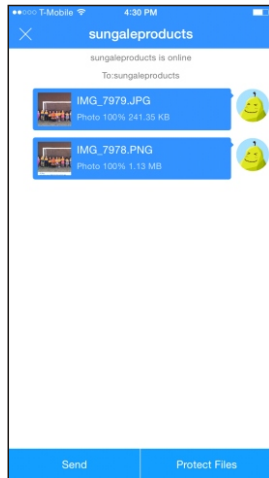 T-Mobile 4:30 PM
sungaleproducts
sungaleproducts is online
To:sungaleproducts
IMG_7979.JPG
Photo 100% 241.35 KB
IMG_7978.PNG
Photo 100% 1.13 MB
Send Protect Files